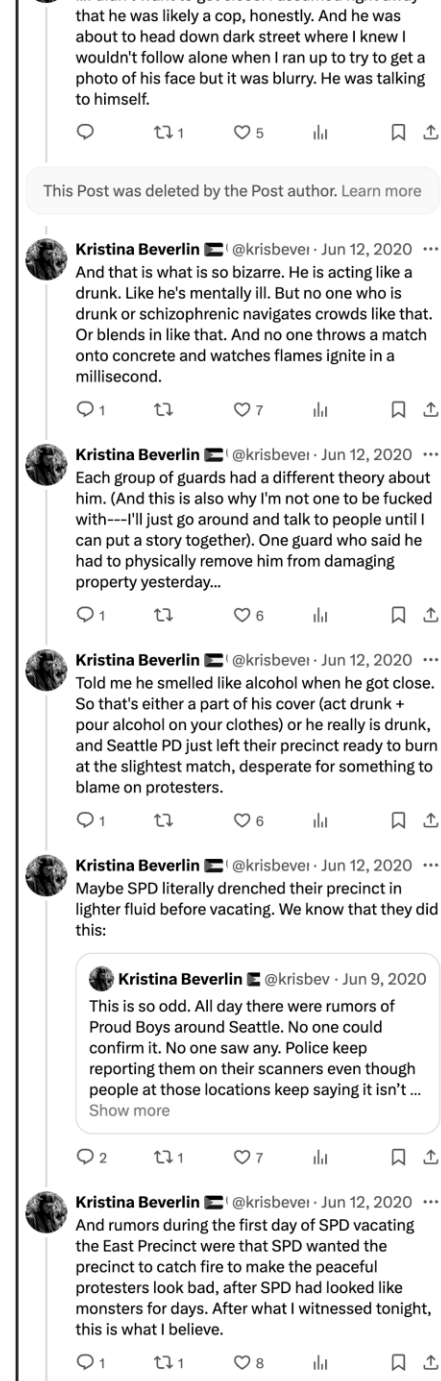 that he was likely a cop, honestly. And he was
about to head down dark street where I knew I
wouldn't follow alone when I ran up to try to get a
photo of his face but it was blurry. He was talking
to himself.
1 5
This Post was deleted by the Post author. Learn more
Kristina Beverlin @krisbever · Jun 12, 2020
And that is what is so bizarre. He is acting like a
drunk. Like he's mentally ill. But no one who is
drunk or schizophrenic navigates crowds like that.
Or blends in like that. And no one throws a match
onto concrete and watches flames ignite in a
millisecond.
1 7
Kristina Beverlin @krisbever · Jun 12, 2020
Each group of guards had a different theory about
him. (And this is also why I'm not one to be fucked
with---I'll just go around and talk to people until I
can put a story together). One guard who said he
had to physically remove him from damaging
property yesterday...
1 6
Kristina Beverlin @krisbever · Jun 12, 2020
Told me he smelled like alcohol when he got close.
So that's either a part of his cover (act drunk +
pour alcohol on your clothes) or he really is drunk,
and Seattle PD just left their precinct ready to burn
at the slightest match, desperate for something to
blame on protesters.
1 6
Kristina Beverlin @krisbever · Jun 12, 2020
Maybe SPD literally drenched their precinct in
lighter fluid before vacating. We know that they did
this:
Kristina Beverlin @krisbev · Jun 9, 2020
This is so odd. All day there were rumors of
Proud Boys around Seattle. No one could
confirm it. No one saw any. Police keep
reporting them on their scanners even though
people at those locations keep saying it isn't ...
Show more
2 1 7
Kristina Beverlin @krisbever · Jun 12, 2020
And rumors during the first day of SPD vacating
the East Precinct were that SPD wanted the
precinct to catch fire to make the peaceful
protesters look bad, after SPD had looked like
monsters for days. After what I witnessed tonight,
this is what I believe.
1 1 8